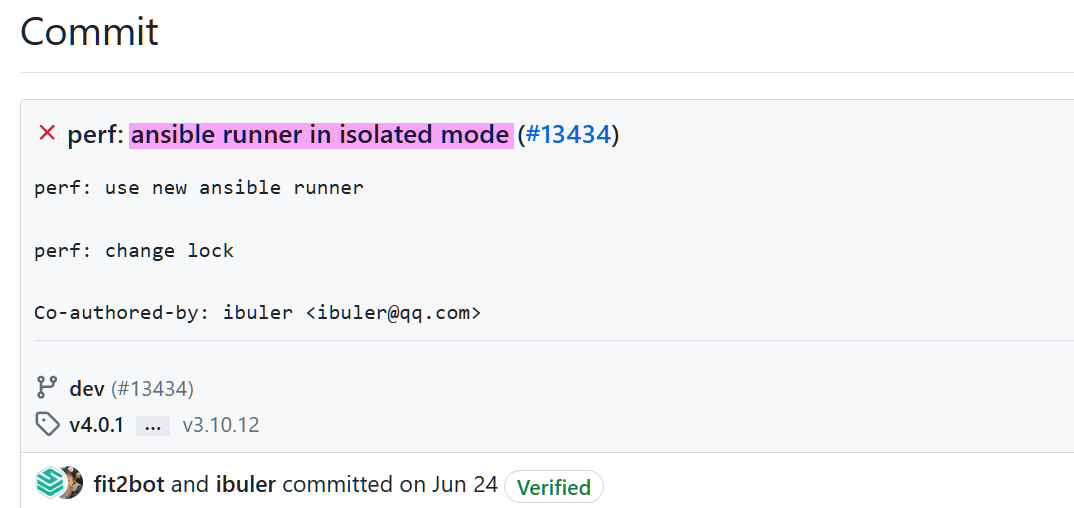 Commit
perf: ansible runner in isolated mode (#13434)
perf: use new ansible runner
perf: change lock
Co-authored-by: ibuler <ibuler@qq.com>
dev (#13434)
v4.0.1 ... v3.10.12
fit2bot and ibuler committed on Jun 24 Verified